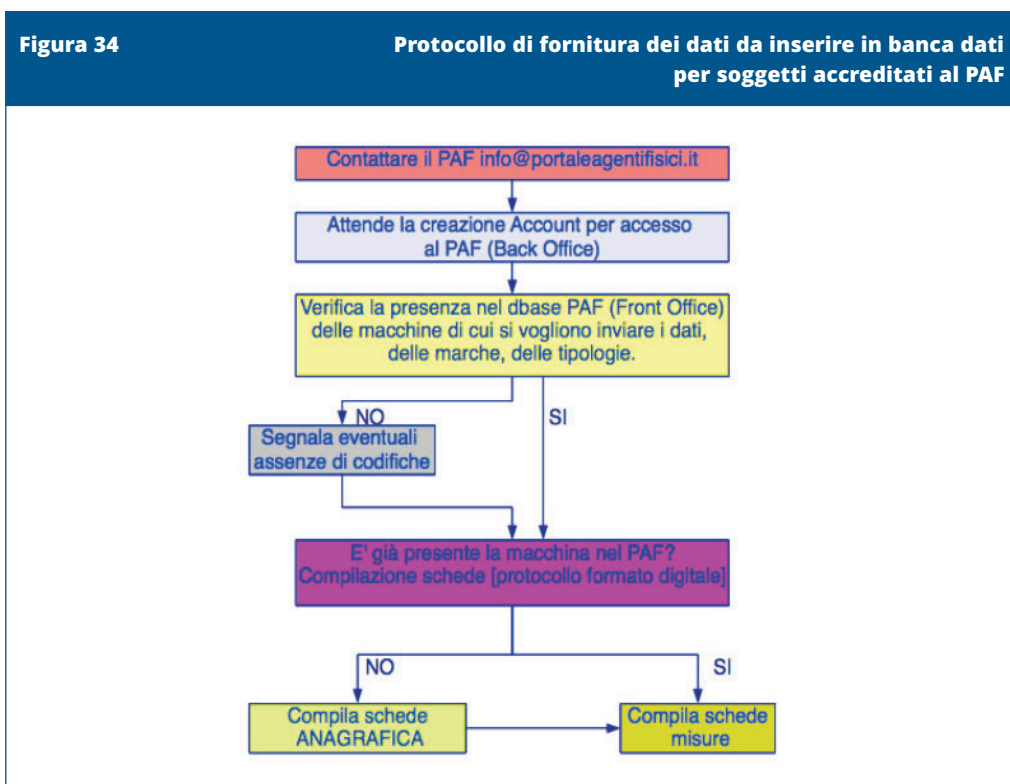 Figura 34
Protocollo di fornitura dei dati da inserire in banca dati
per soggetti accreditati al PAF
Contattare il PAF info@portaleagentifisici.it
Attende la creazione Account per accesso
al PAF (Back Office)
Verifica la presenza nel dbase PAF (Front Office)
delle macchine di cui si vogliono inviare i dati,
delle marche, delle tipologie.
NO
SI
Segnala eventuali
assenze di codifiche
E' già presente la macchina nel PAF?
Compilazione schede [protocollo formato digitale]
NO
SI
Compila schede
ANAGRAFICA
Compila schede
misure